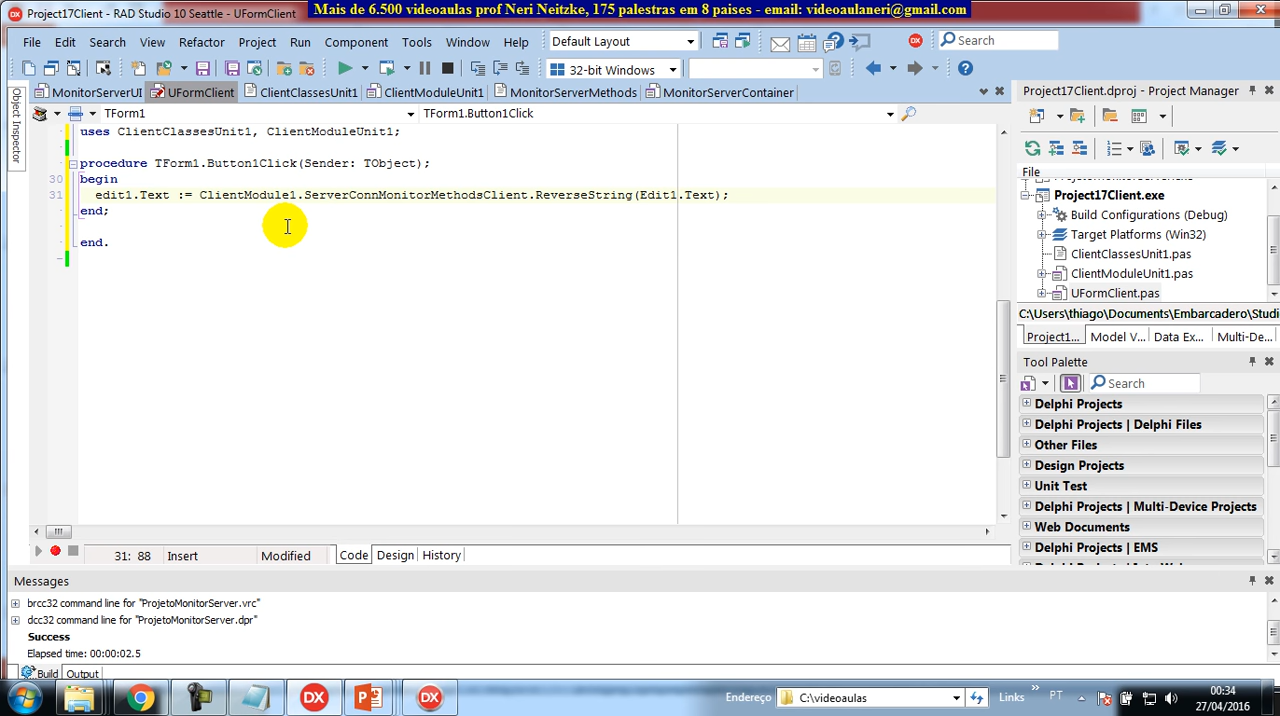 Project17Client - RAD Studio 10 Seattle - UFormClient
Mais de 6.500 videoaulas prof Neri Neitzke, 175 palestras em 8 paises - email: videoaulaneri@gmail.com
File Edit Search View Refactor Project Run Component Tools Window Help
Default Layout
Search
32-bit Windows
MonitorServerUI UFormClient ClientClassesUnit1 ClientModuleUnit1 MonitorServerMethods MonitorServerContainer
Object Inspector
TForm1
TForm1.Button1Click
uses ClientClassesUnit1, ClientModuleUnit1;
procedure TForm1.Button1Click(Sender: TObject);
30 begin
31 edit1.Text := ClientModule1.ServerConnMonitorMethodsClient.ReverseString(Edit1.Text);
end;
end.
31: 88 Insert Modified Code Design History
Project17Client.dproj - Project Manager
File
Project17Client.exe
Build Configurations (Debug)
Target Platforms (Win32)
ClientClassesUnit1.pas
ClientModuleUnit1.pas
UFormClient.pas
C:\Users\thiago\Documents\Embarcadero\Studi
Project1... Model V... Data Ex... Multi-De...
Tool Palette
Search
Delphi Projects
Delphi Projects | Delphi Files
Other Files
Design Projects
Unit Test
Delphi Projects | Multi-Device Projects
Web Documents
Delphi Projects | EMS
Messages
brcc32 command line for "ProjetoMonitorServer.vrc"
dcc32 command line for "ProjetoMonitorServer.dpr"
Success
Elapsed time: 00:00:02.5
Build Output
Endereço C:\videoaulas Links PT
00:34
27/04/2016